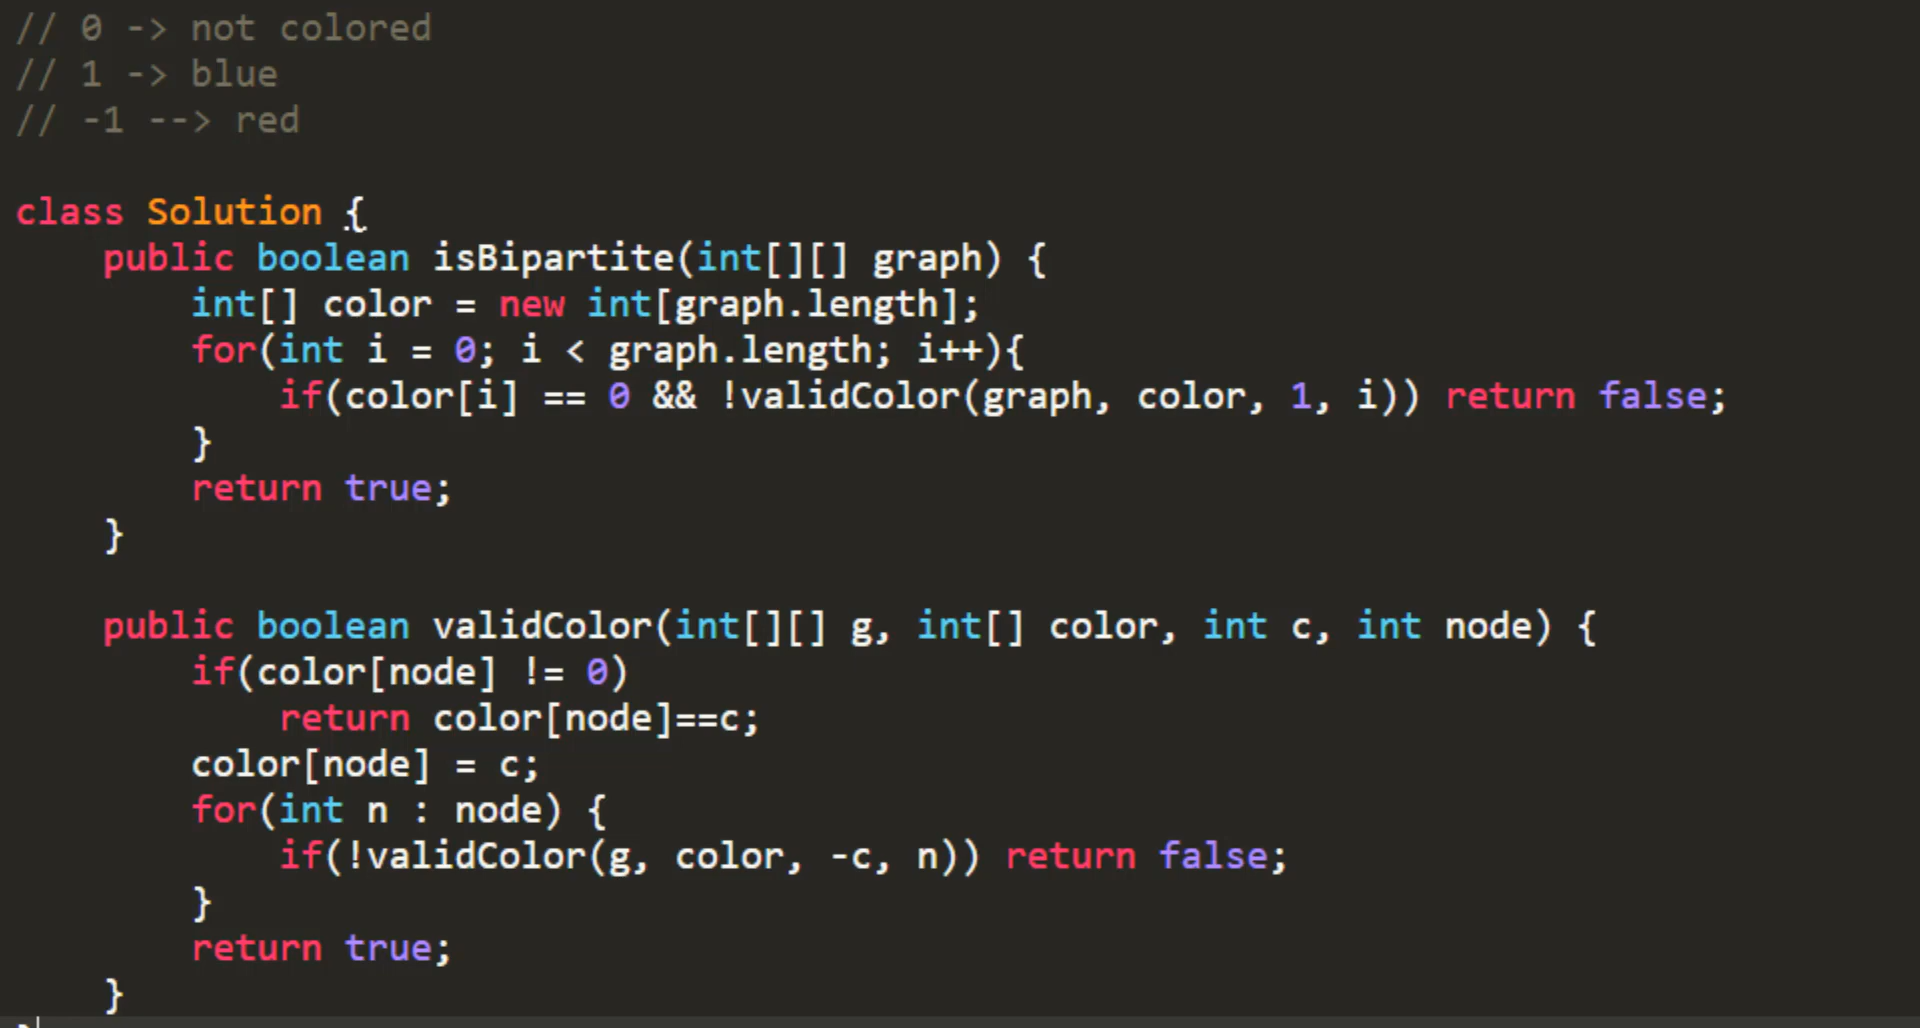 // 0 -> not colored
// 1 -> blue
// -1 --> red

class Solution {
    public boolean isBipartite(int[][] graph) {
        int[] color = new int[graph.length];
        for(int i = 0; i < graph.length; i++){
            if(color[i] == 0 && !validColor(graph, color, 1, i)) return false;
        }
        return true;
    }

    public boolean validColor(int[][] g, int[] color, int c, int node) {
        if(color[node] != 0)
            return color[node]==c;
        color[node] = c;
        for(int n : node) {
            if(!validColor(g, color, -c, n)) return false;
        }
        return true;
    }
}